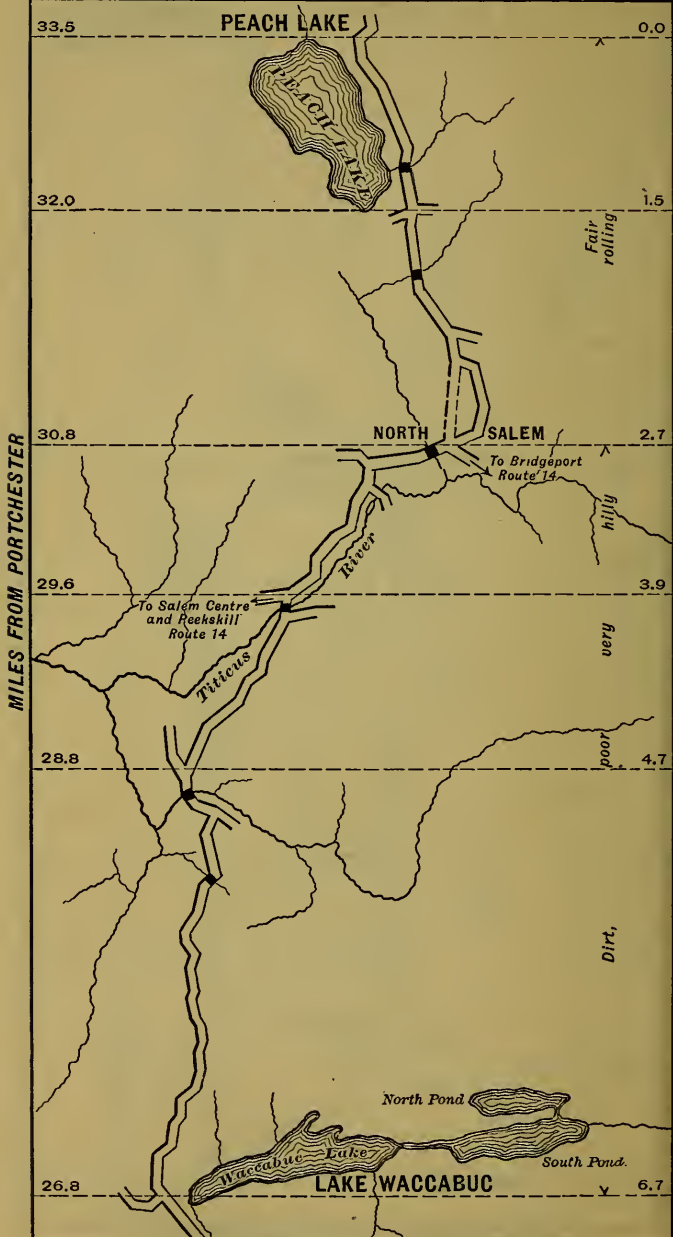 33.5 PEACH LAKE 0.0
PEACH LAKE
32.0 1.5
Fair
rolling
30.8 NORTH SALEM 2.7
To Bridgeport
Route 14
hilly
River
29.6 3.9
To Salem Centre
and Peekskill
Route 14
Titicus
very
MILES FROM PORTCHESTER
28.8 4.7
poor
Dirt,
North Pond
Waccabuc Lake
South Pond.
LAKE WACCABUC
26.8 6.7